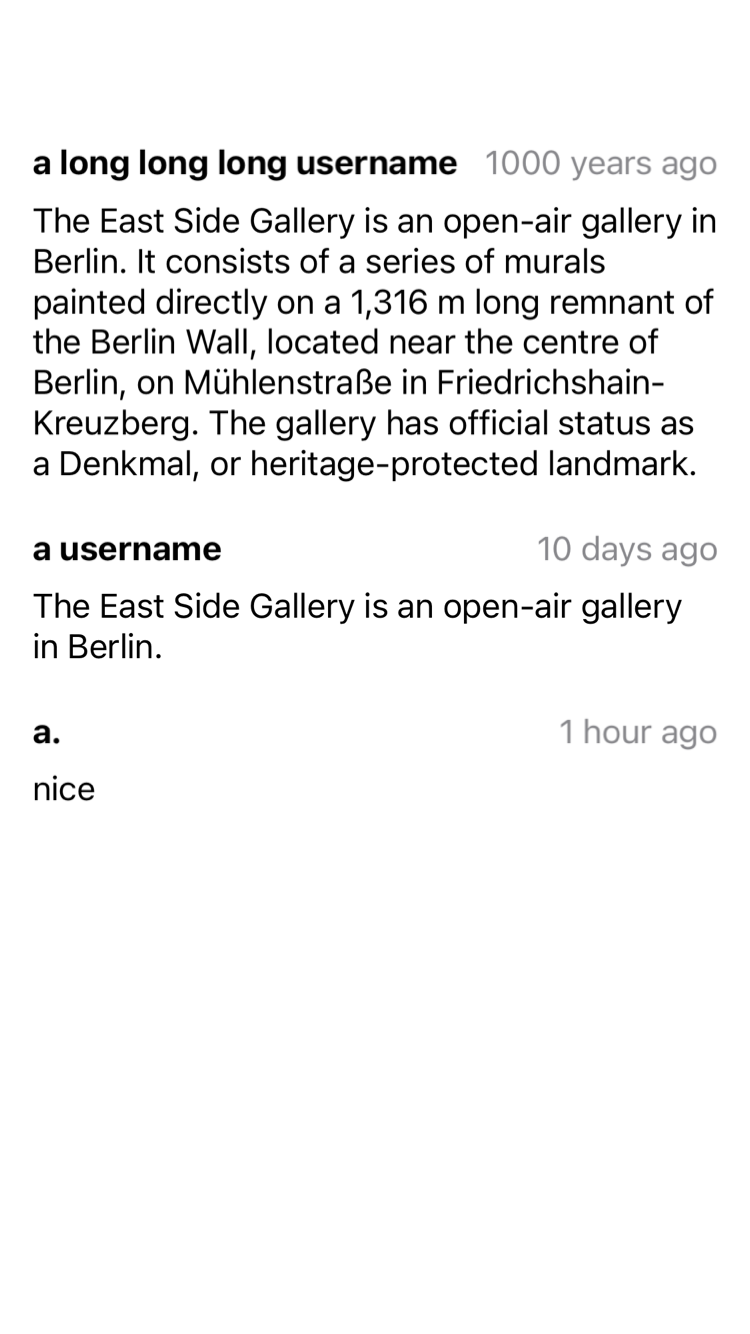 a long long long username 1000 years ago
The East Side Gallery is an open-air gallery in
Berlin. It consists of a series of murals
painted directly on a 1,316 m long remnant of
the Berlin Wall, located near the centre of
Berlin, on Mühlenstraße in Friedrichshain-
Kreuzberg. The gallery has official status as
a Denkmal, or heritage-protected landmark.
a username 10 days ago
The East Side Gallery is an open-air gallery
in Berlin.
a. 1 hour ago
nice